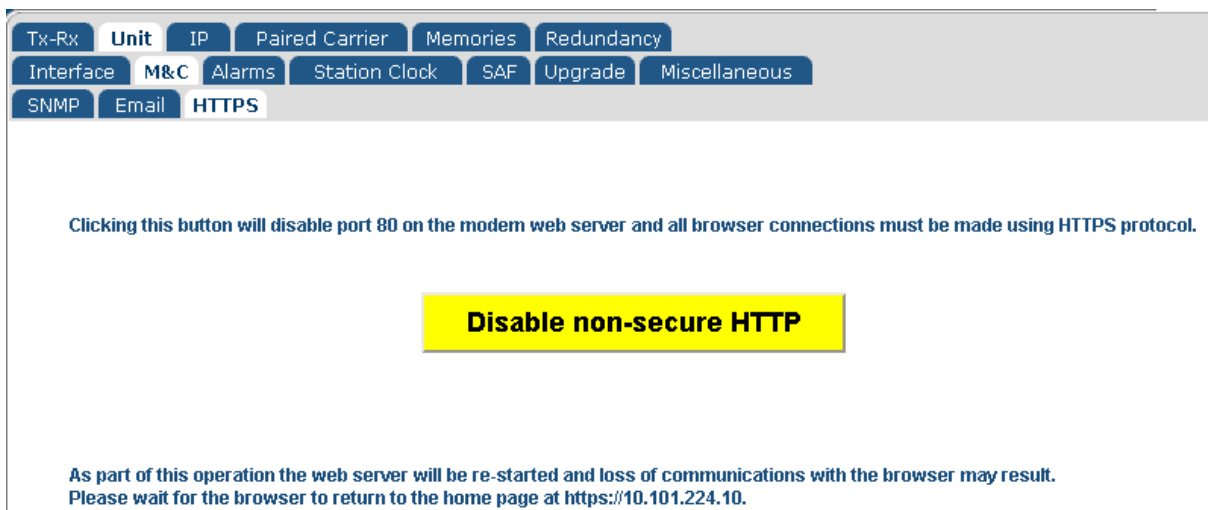 Tx-Rx Unit IP Paired Carrier Memories Redundancy
Interface M&C Alarms Station Clock SAF Upgrade Miscellaneous
SNMP Email HTTPS
Clicking this button will disable port 80 on the modem web server and all browser connections must be made using HTTPS protocol.
Disable non-secure HTTP
As part of this operation the web server will be re-started and loss of communications with the browser may result.
Please wait for the browser to return to the home page at https://10.101.224.10.